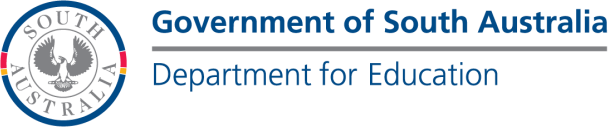 SOUTH
AUSTRALIA
Government of South Australia
Department for Education